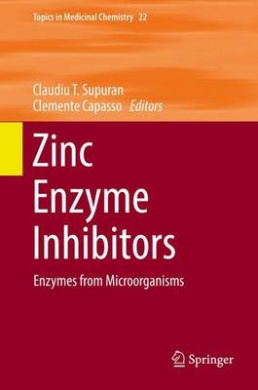 Topics in Medicinal Chemistry 22
Claudiu T. Supuran
Clemente Capasso Editors
Zinc
Enzyme
Inhibitors
Enzymes from Microorganisms
Springer